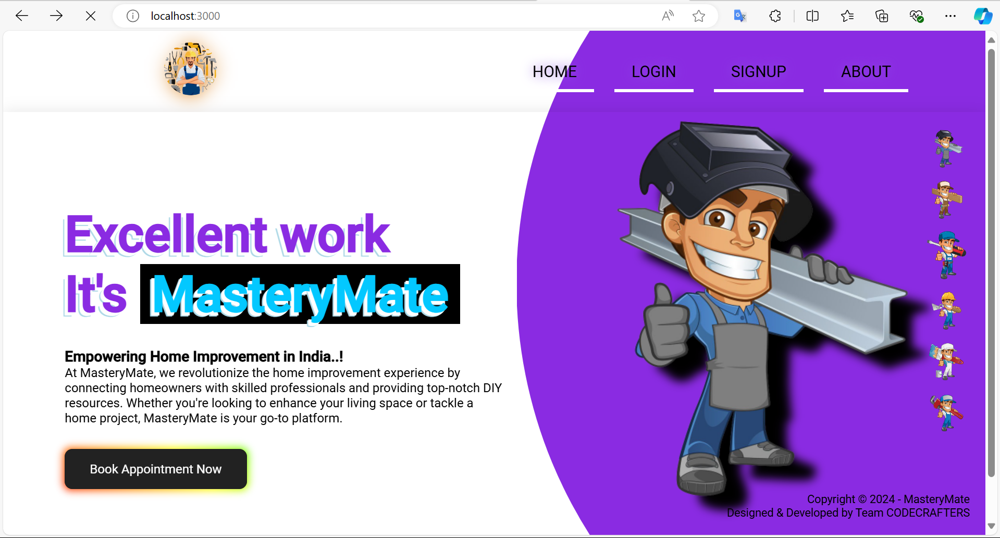 localhost:3000
HOME LOGIN SIGNUP ABOUT
Excellent work
It's MasteryMate
Empowering Home Improvement in India..!
At MasteryMate, we revolutionize the home improvement experience by
connecting homeowners with skilled professionals and providing top-notch DIY
resources. Whether you're looking to enhance your living space or tackle a
home project, MasteryMate is your go-to platform.
Book Appointment Now
Copyright © 2024 - MasteryMate
Designed & Developed by Team CODECRAFTERS